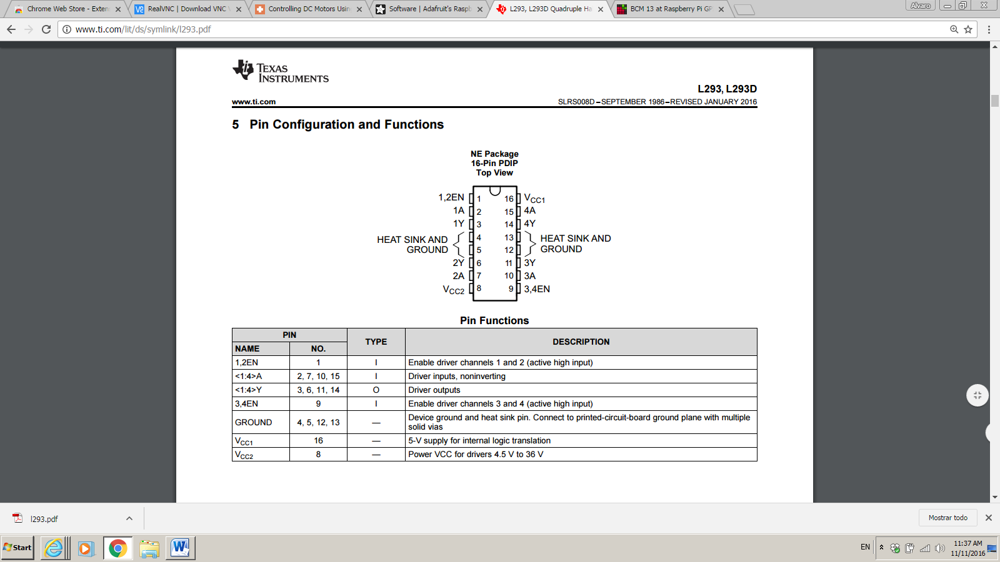 Chrome Web Store - Exten
RealVNC | Download VNC
Controlling DC Motors Usin
Software | Adafruit's Raspb
L293, L293D Quadruple Ha
BCM 13 at Raspberry Pi GP
Alvaro
www.ti.com/lit/ds/symlink/l293.pdf
TEXAS
INSTRUMENTS
L293, L293D
www.ti.com
SLRS008D – SEPTEMBER 1986 – REVISED JANUARY 2016
5 Pin Configuration and Functions
NE Package
16-Pin PDIP
Top View
1,2EN 1 16 VCC1
1A 2 15 4A
1Y 3 14 4Y
HEAT SINK AND GROUND 4 13 HEAT SINK AND GROUND
5 12
2Y 6 11 3Y
2A 7 10 3A
VCC2 8 9 3,4EN
Pin Functions
PIN TYPE DESCRIPTION
NAME NO.
1,2EN 1 I Enable driver channels 1 and 2 (active high input)
<1:4>A 2, 7, 10, 15 I Driver inputs, noninverting
<1:4>Y 3, 6, 11, 14 O Driver outputs
3,4EN 9 I Enable driver channels 3 and 4 (active high input)
GROUND 4, 5, 12, 13 — Device ground and heat sink pin. Connect to printed-circuit-board ground plane with multiple
solid vias
VCC1 16 — 5-V supply for internal logic translation
VCC2 8 — Power VCC for drivers 4.5 V to 36 V
l293.pdf
Mostrar todo
Start
EN
11:37 AM
11/11/2016